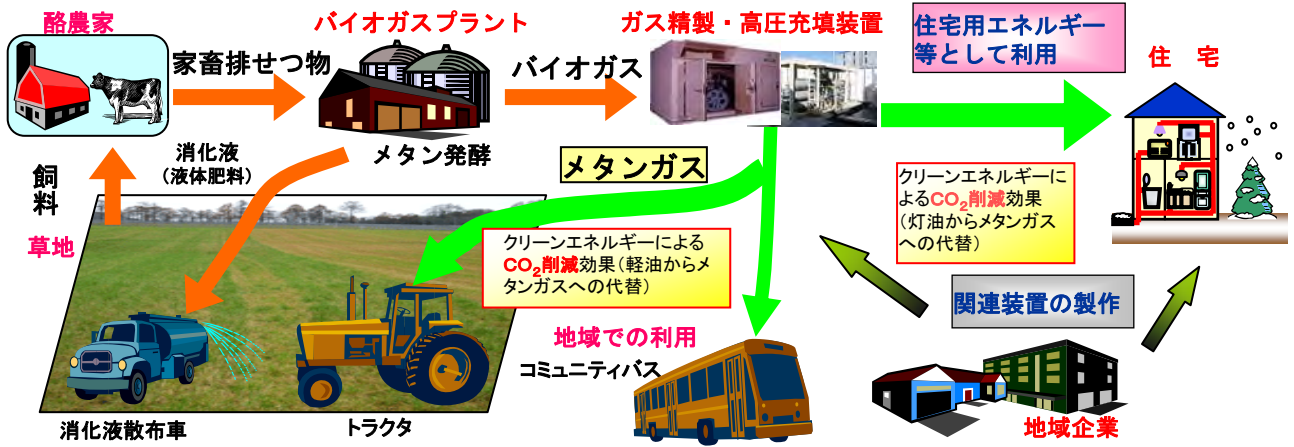 酪農家
バイオガスプラント
ガス精製・高圧充填装置
住宅用エネルギー
等として利用
住 宅
家畜排せつ物
バイオガス
メタン発酵
消化液
（液体肥料）
メタンガス
飼料
草地
クリーンエネルギーに
よるCO₂削減効果
（灯油からメタンガス
への代替）
クリーンエネルギーによる
CO₂削減効果（軽油からメ
タンガスへの代替）
関連装置の製作
地域での利用
コミュニティバス
消化液散布車
トラクタ
地域企業